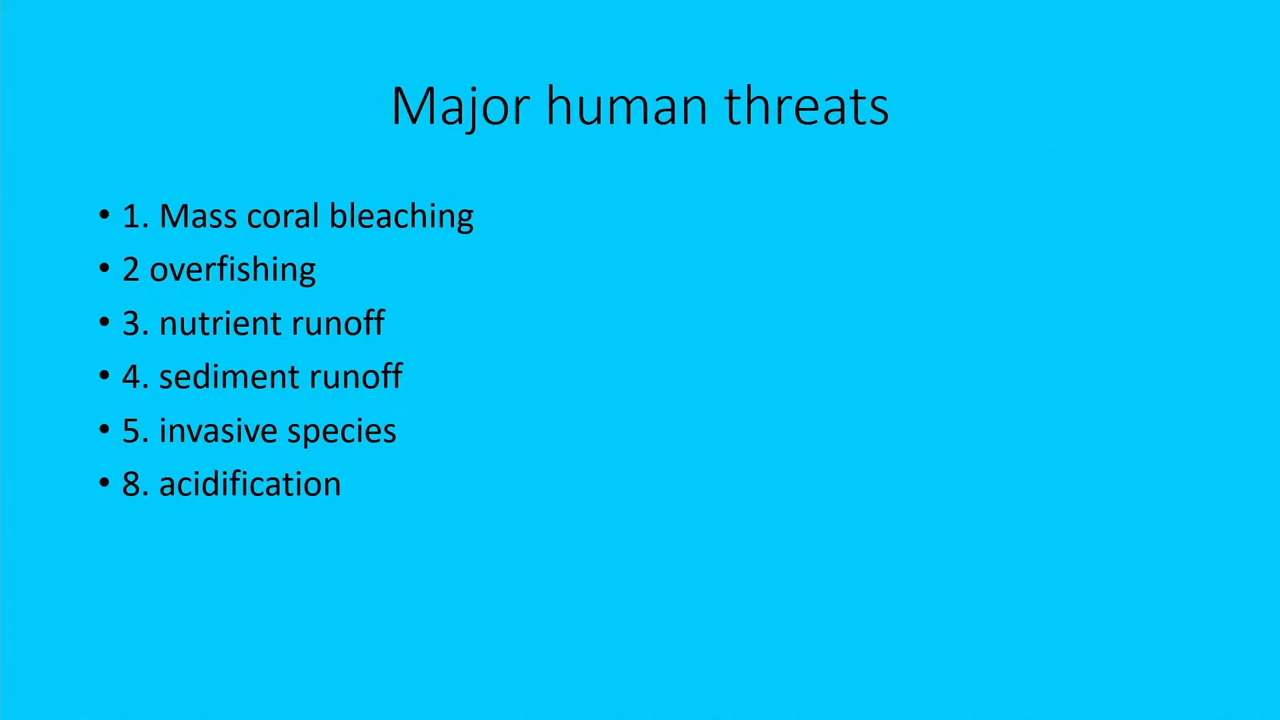 Major human threats
• 1. Mass coral bleaching
• 2 overfishing
• 3. nutrient runoff
• 4. sediment runoff
• 5. invasive species
• 8. acidification